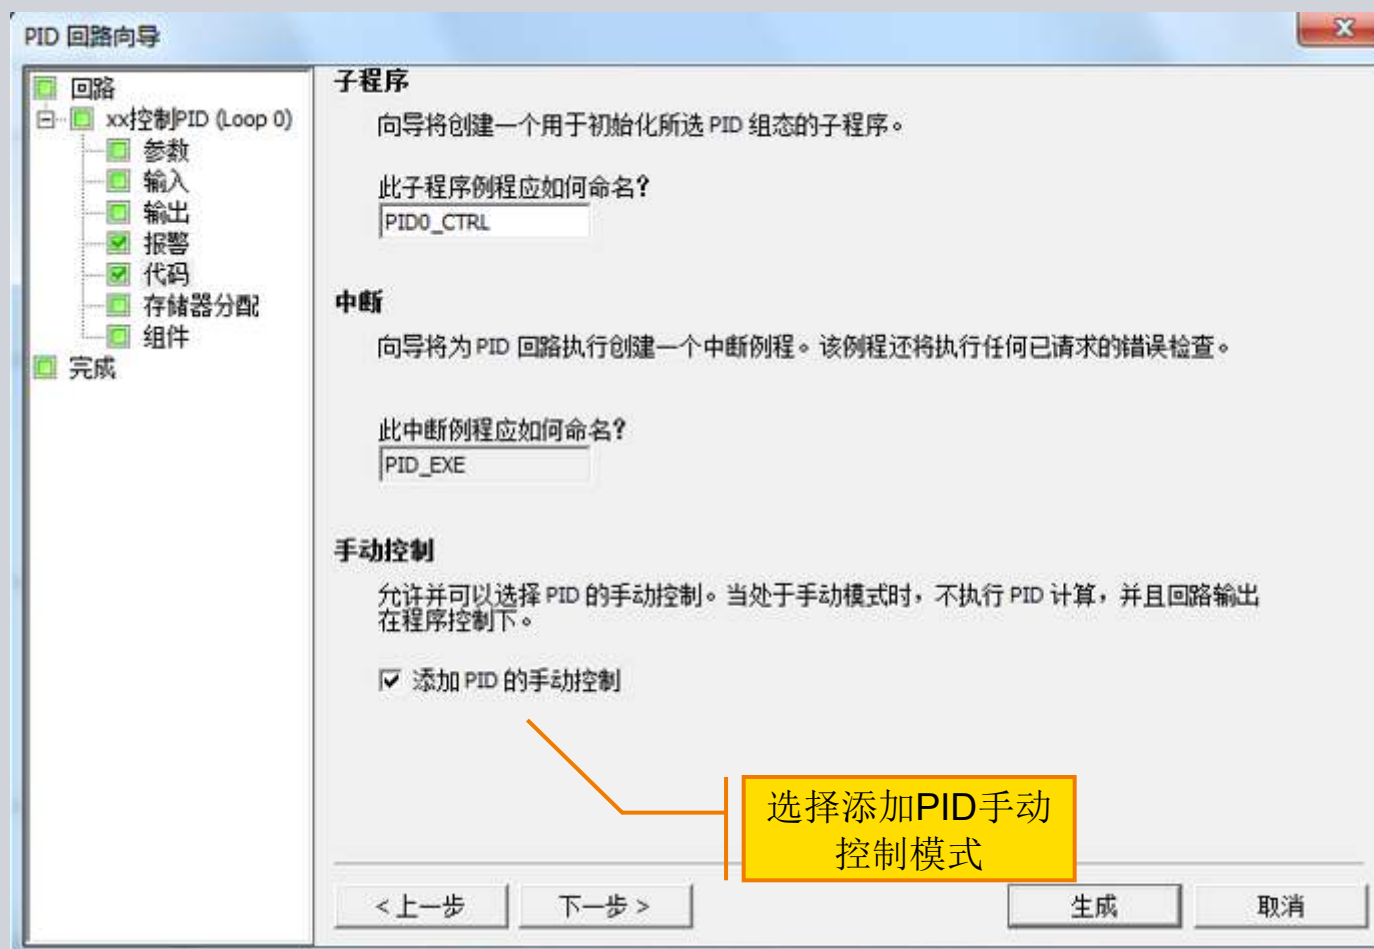 PID 回路向导
回路
xx控制PID (Loop 0)
参数
输入
输出
报警
代码
存储器分配
组件
完成
子程序
向导将创建一个用于初始化所选 PID 组态的子程序。
此子程序例程应如何命名?
PID0_CTRL
中断
向导将为 PID 回路执行创建一个中断例程。该例程还将执行任何已请求的错误检查。
此中断例程应如何命名?
PID_EXE
手动控制
允许并可以选择 PID 的手动控制。当处于手动模式时，不执行 PID 计算，并且回路输出
在程序控制下。
添加 PID 的手动控制
选择添加PID手动
控制模式
<上一步
下一步>
生成
取消